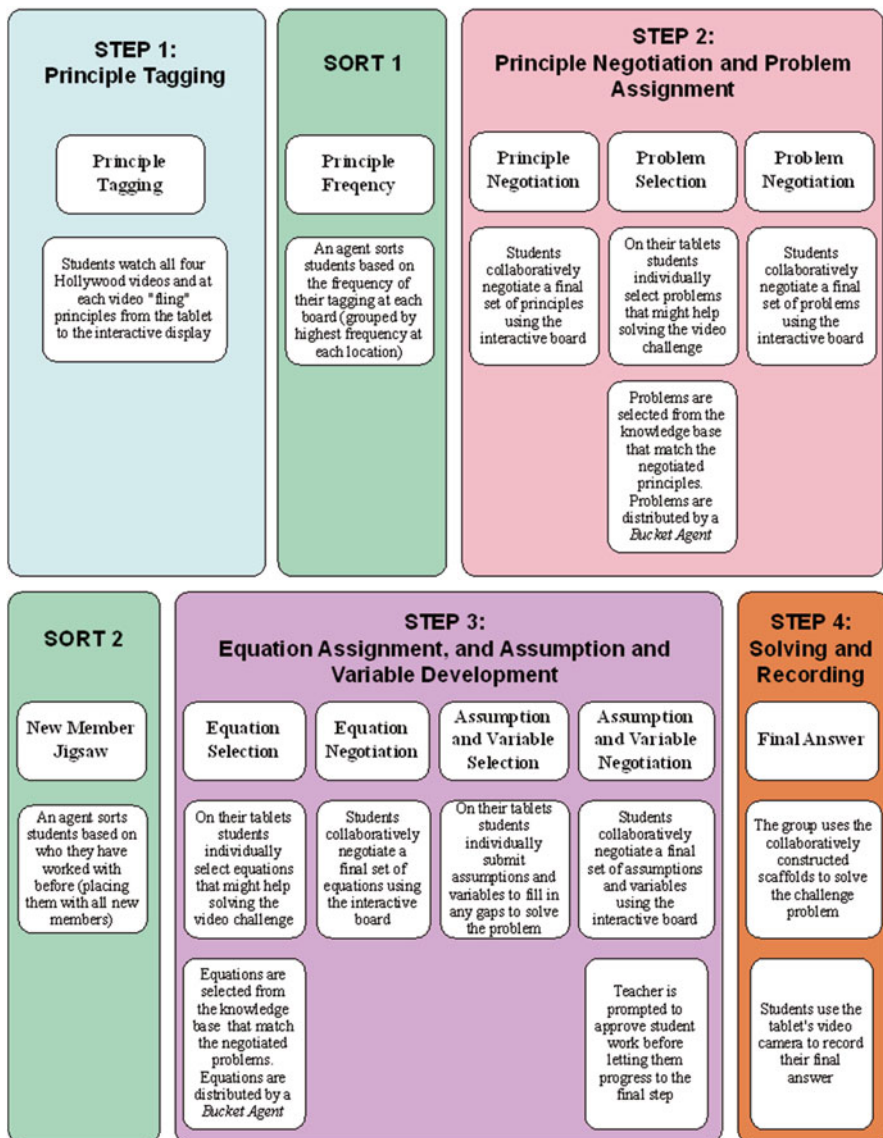 STEP 1:
Principle Tagging
Principle
Tagging
Students watch all four
Hollywood videos and at
each video "fling"
principles from the tablet
to the interactive display
SORT 1
Principle
Freqency
An agent sorts
students based on
the frequency of
their tagging at each
board (grouped by
highest frequency at
each location)
STEP 2:
Principle Negotiation and Problem
Assignment
Principle
Negotiation
Students
collaboratively
negotiate a final
set of principles
using the
interactive board
Problem
Selection
On their tablets
students
individually
select problems
that might help
solving the video
challenge
Problems are
selected from the
knowledge base
that match the
negotiated
principles.
Problems are
distributed by a
Bucket Agent
Problem
Negotiation
Students
collaboratively
negotiate a final
set of problems
using the
interactive board
SORT 2
New Member
Jigsaw
An agent sorts
students based on
who they have
worked with
before (placing
them with all new
members)
STEP 3:
Equation Assignment, and Assumption and
Variable Development
Equation
Selection
On their tablets
students
individually
select equations
that might help
solving the
video challenge
Equations are
selected from
the knowledge
base that match
the negotiated
problems.
Equations are
distributed by a
Bucket Agent
Equation
Negotiation
Students
collaboratively
negotiate a
final set of
equations using
the interactive
board
Assumption
and Variable
Selection
On their tablets
students
individually
submit
assumptions and
variables to fill in
any gaps to solve
the problem
Assumption
and Variable
Negotiation
Students
collaboratively
negotiate a final
set of assumptions
and variables
using the
interactive board
Teacher is
prompted to
approve student
work before
letting them
progress to the
final step
STEP 4:
Solving and
Recording
Final Answer
The group uses the
collaboratively
constructed
scaffolds to solve
the challenge
problem
Students use the
tablet's video
camera to record
their final
answer